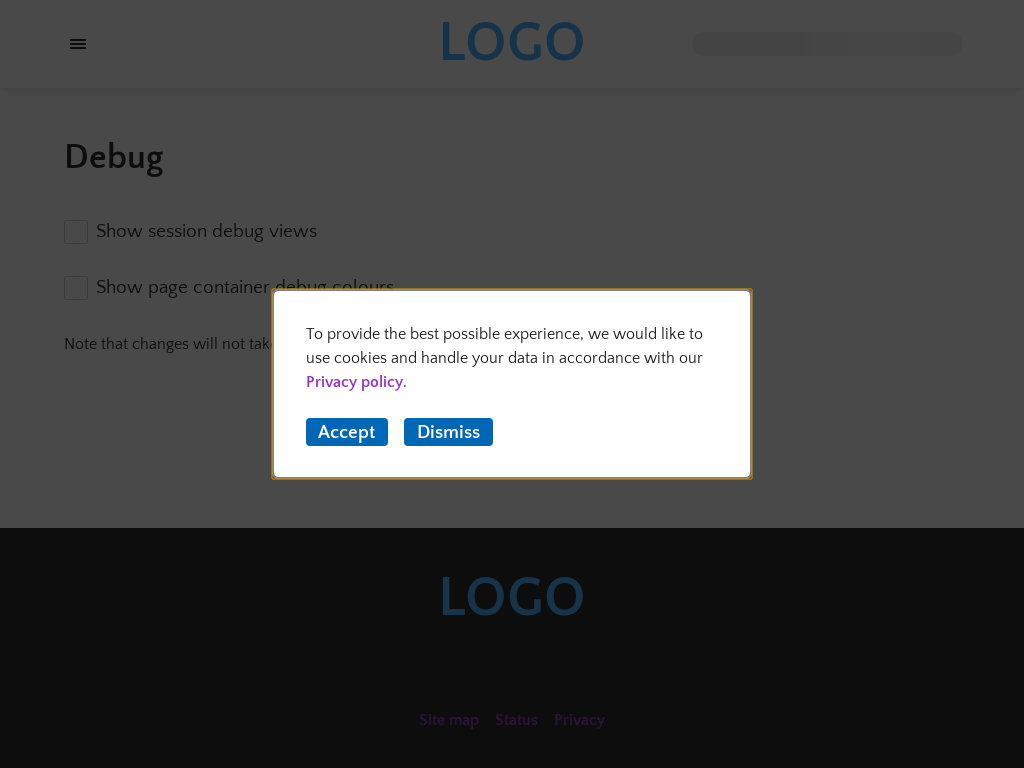 LOGO
Debug
Show session debug views
Show page container debug colours
Note that changes will not take
To provide the best possible experience, we would like to
use cookies and handle your data in accordance with our
Privacy policy.
Accept Dismiss
LOGO
Site map Status Privacy